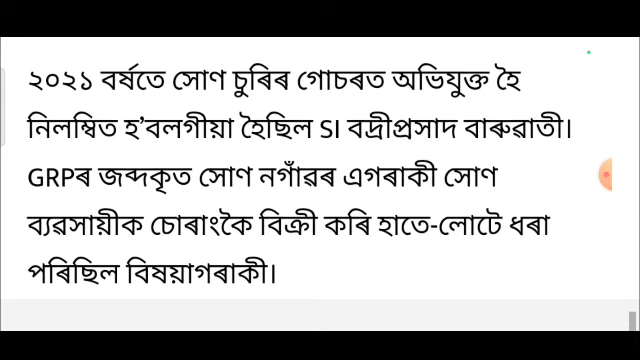 ২০২১ বৰ্ষতে সোণ চুৰিৰ গোচৰত অভিযুক্ত হৈ
নিলম্বিত হ’বলগীয়া হৈছিল SI বদ্ৰীপ্ৰসাদ বাৰুৱাতী।
GRPৰ জব্দকৃত সোণ নগাঁৱৰ এগৰাকী সোণ
ব্যৱসায়ীক চোৰাংকৈ বিক্ৰী কৰি হাতে-লোটে ধৰা
পৰিছিল বিষয়াগৰাকী।